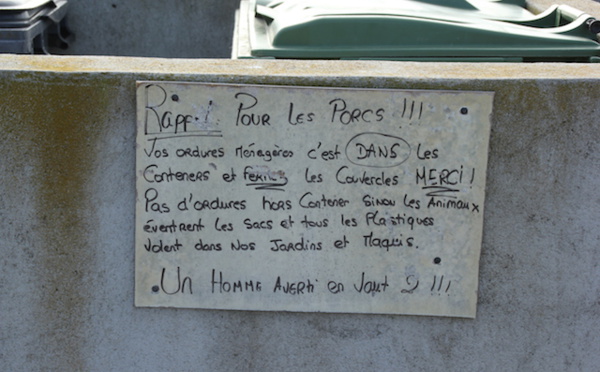 Rappel Pour les Porcs !!!
Vos ordures Ménagères c'est DANS les
Conteners et FERMEZ les Couvercles MERCI !
Pas d'ordures hors Contener sinon les Animaux
éventrent les sacs et tous les Plastiques
volent dans Nos Jardins et Maquis.
Un Homme Averti en Vaut 2 !!!